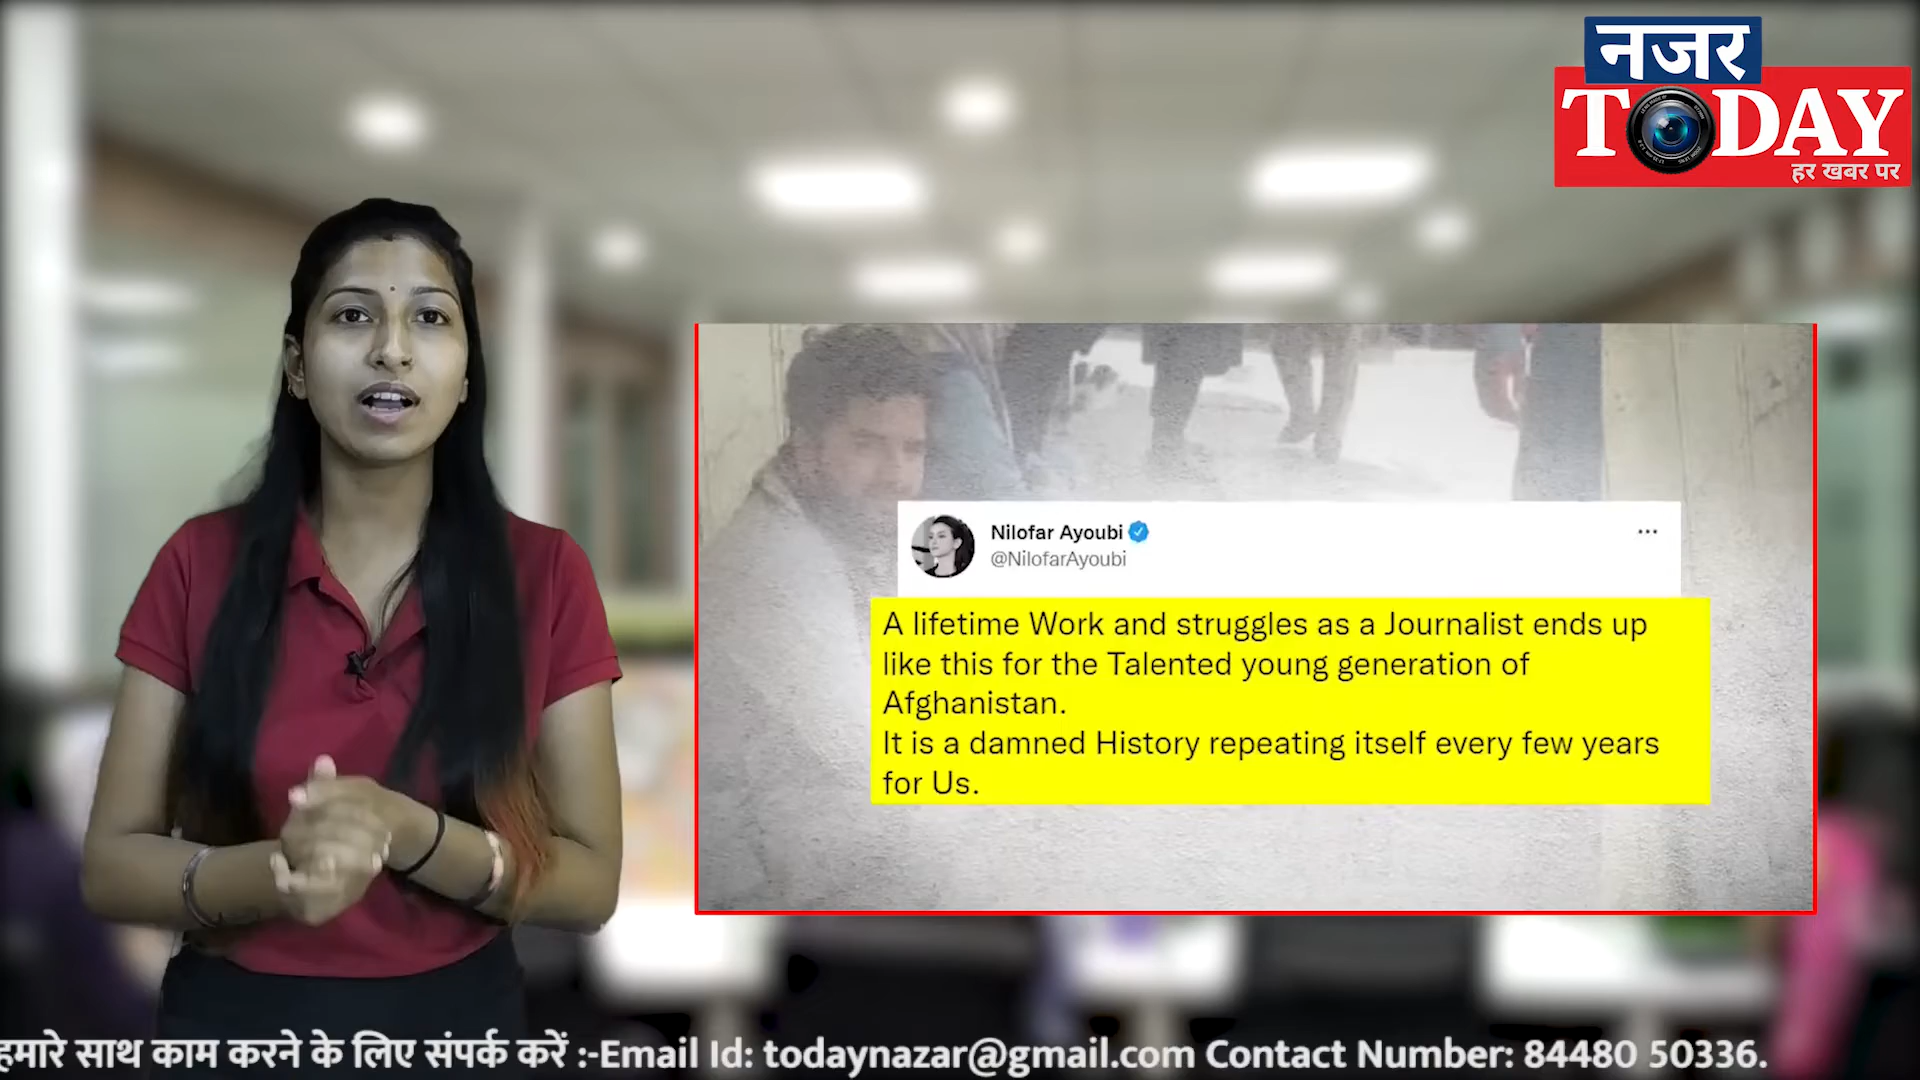 नजर
TODAY
हर खबर पर
Nilofar Ayoubi
@NilofarAyoubi
A lifetime Work and struggles as a Journalist ends up
like this for the Talented young generation of
Afghanistan.
It is a damned History repeating itself every few years
for Us.
हमारे साथ काम करने के लिए संपर्क करें :-Email Id: todaynazar@gmail.com Contact Number: 84480 50336.